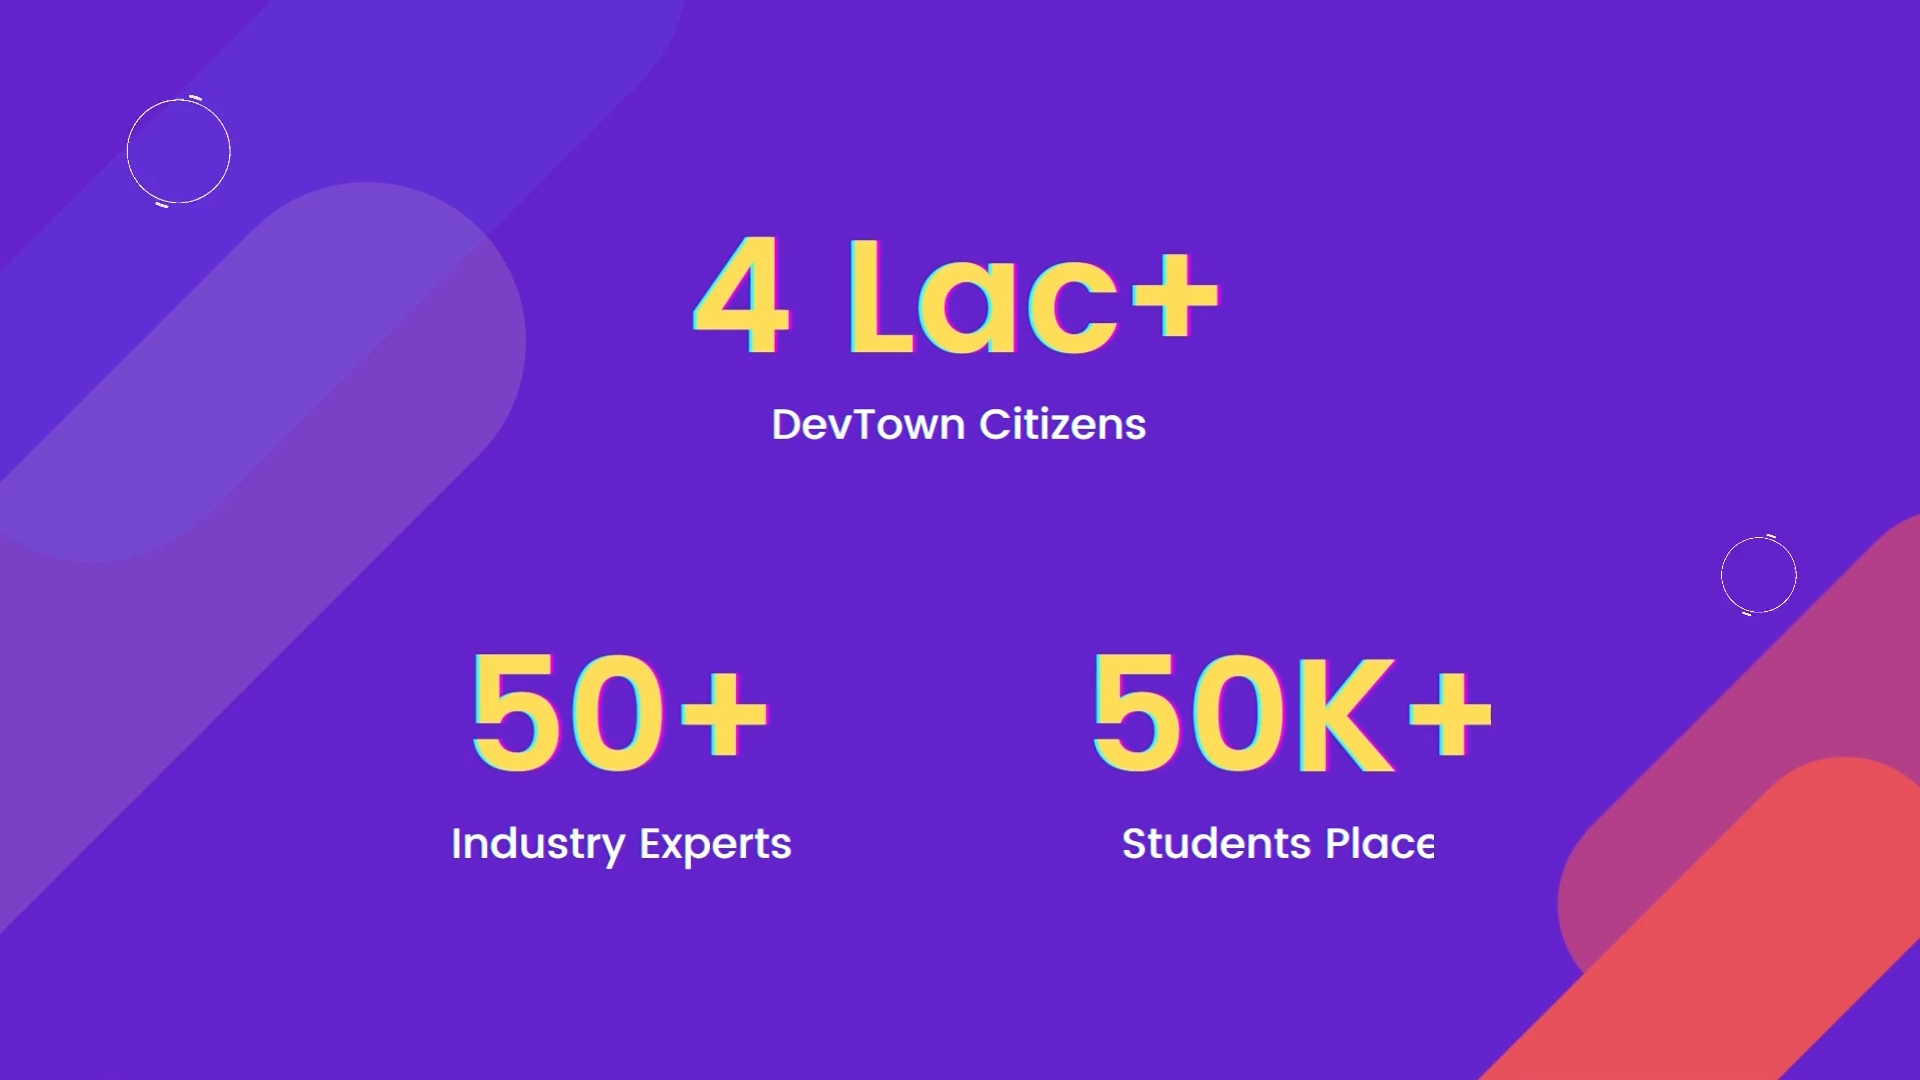 4 Lac+
DevTown Citizens
50+
Industry Experts
50K+
Students Place